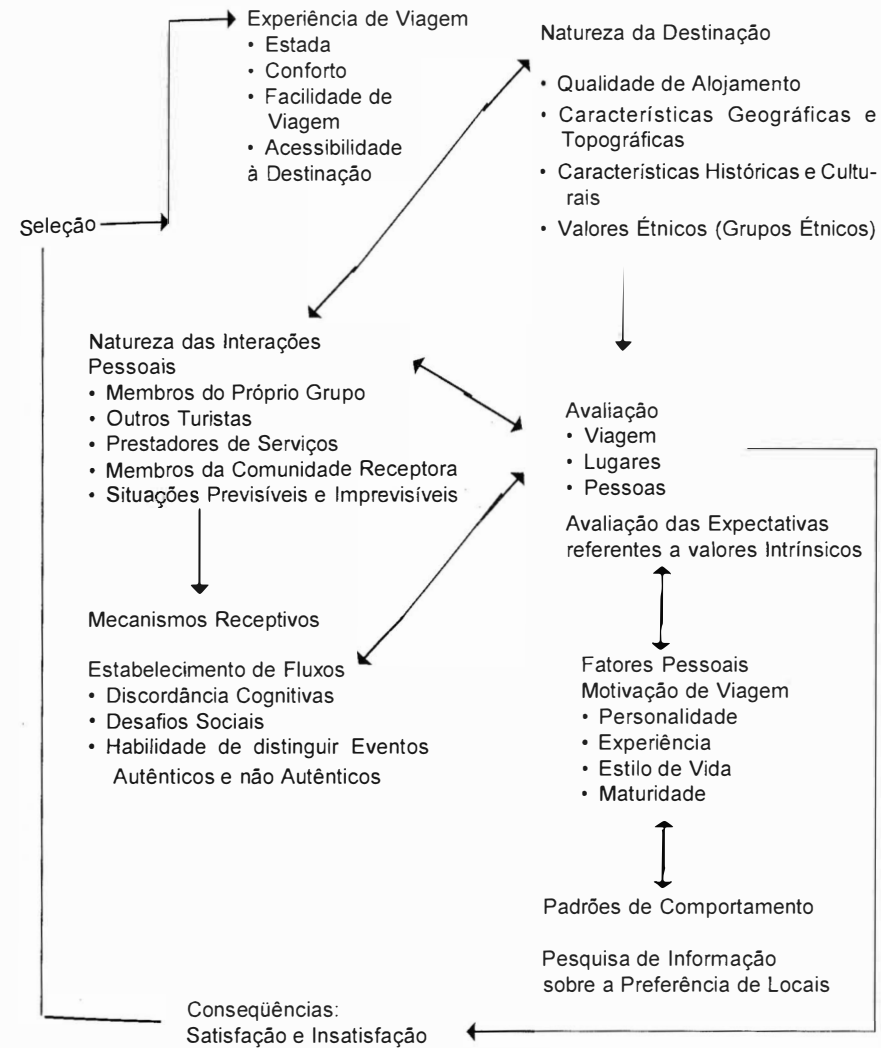 Experiência de Viagem
• Estada
• Conforto
• Facilidade de
Viagem
• Acessibilidade
à Destinação
Natureza da Destinação
• Qualidade de Alojamento
• Características Geográficas e
Topográficas
• Características Históricas e Cultu-
rais
• Valores Étnicos (Grupos Étnicos)
Seleção
Natureza das Interações
Pessoais
• Membros do Próprio Grupo
• Outros Turistas
• Prestadores de Serviços
• Membros da Comunidade Receptora
• Situações Previsíveis e Imprevisíveis
Avaliação
• Viagem
• Lugares
• Pessoas
Avaliação das Expectativas
referentes a valores Intrínsicos
Mecanismos Receptivos
Estabelecimento de Fluxos
• Discordância Cognitivas
• Desafios Sociais
• Habilidade de distinguir Eventos
Autênticos e não Autênticos
Fatores Pessoais
Motivação de Viagem
• Personalidade
• Experiência
• Estilo de Vida
• Maturidade
Padrões de Comportamento
Pesquisa de Informação
sobre a Preferência de Locais
Conseqüências:
Satisfação e Insatisfação